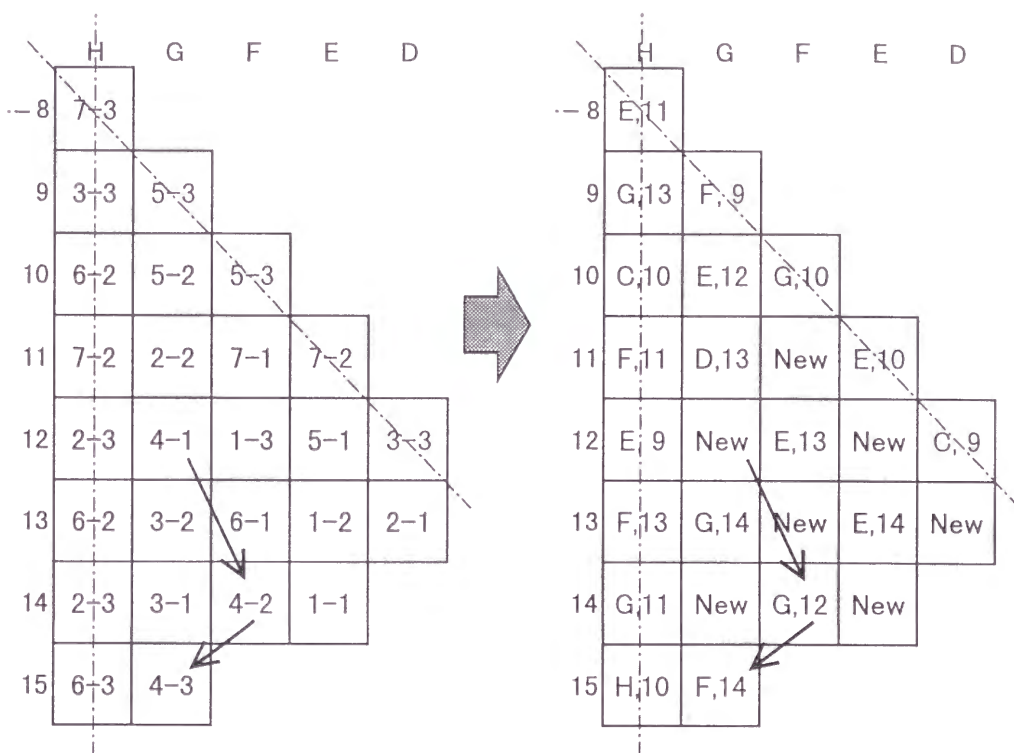 H G F E D
8 7-3
9 3-3 5-3
10 6-2 5-2 5-3
11 7-2 2-2 7-1 7-2
12 2-3 4-1 1-3 5-1 3-3
13 6-2 3-2 6-1 1-2 2-1
14 2-3 3-1 4-2 1-1
15 6-3 4-3
H G F E D
8 E,11
9 G,13 F,9
10 C,10 E,12 G,10
11 F,11 D,13 New E,10
12 E,9 New E,13 New C,9
13 F,13 G,14 New E,14 New
14 G,11 New G,12 New
15 H,10 F,14